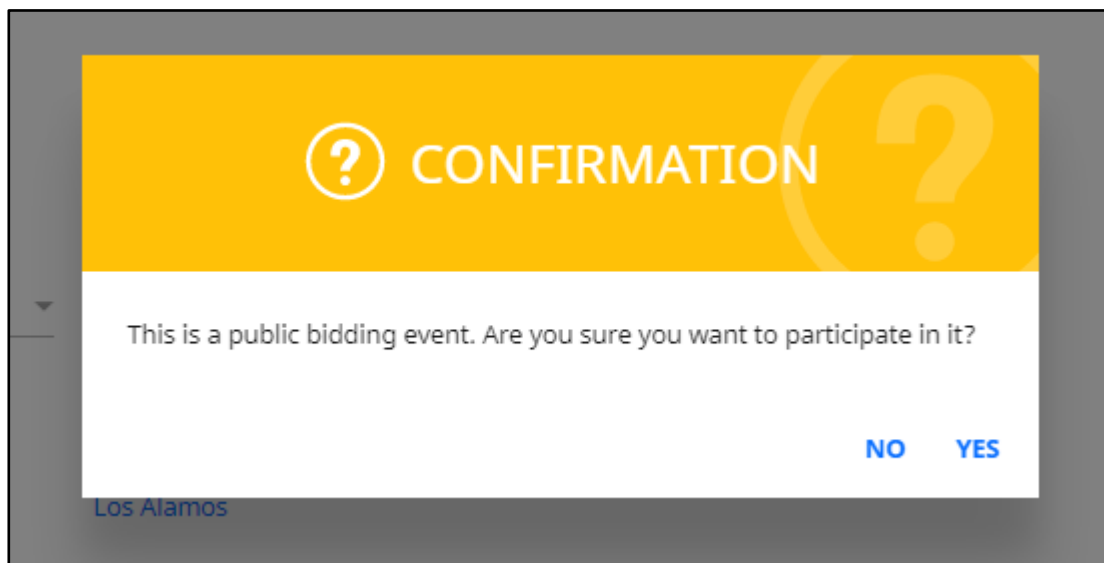 CONFIRMATION
This is a public bidding event. Are you sure you want to participate in it?
NO YES
Los Alamos